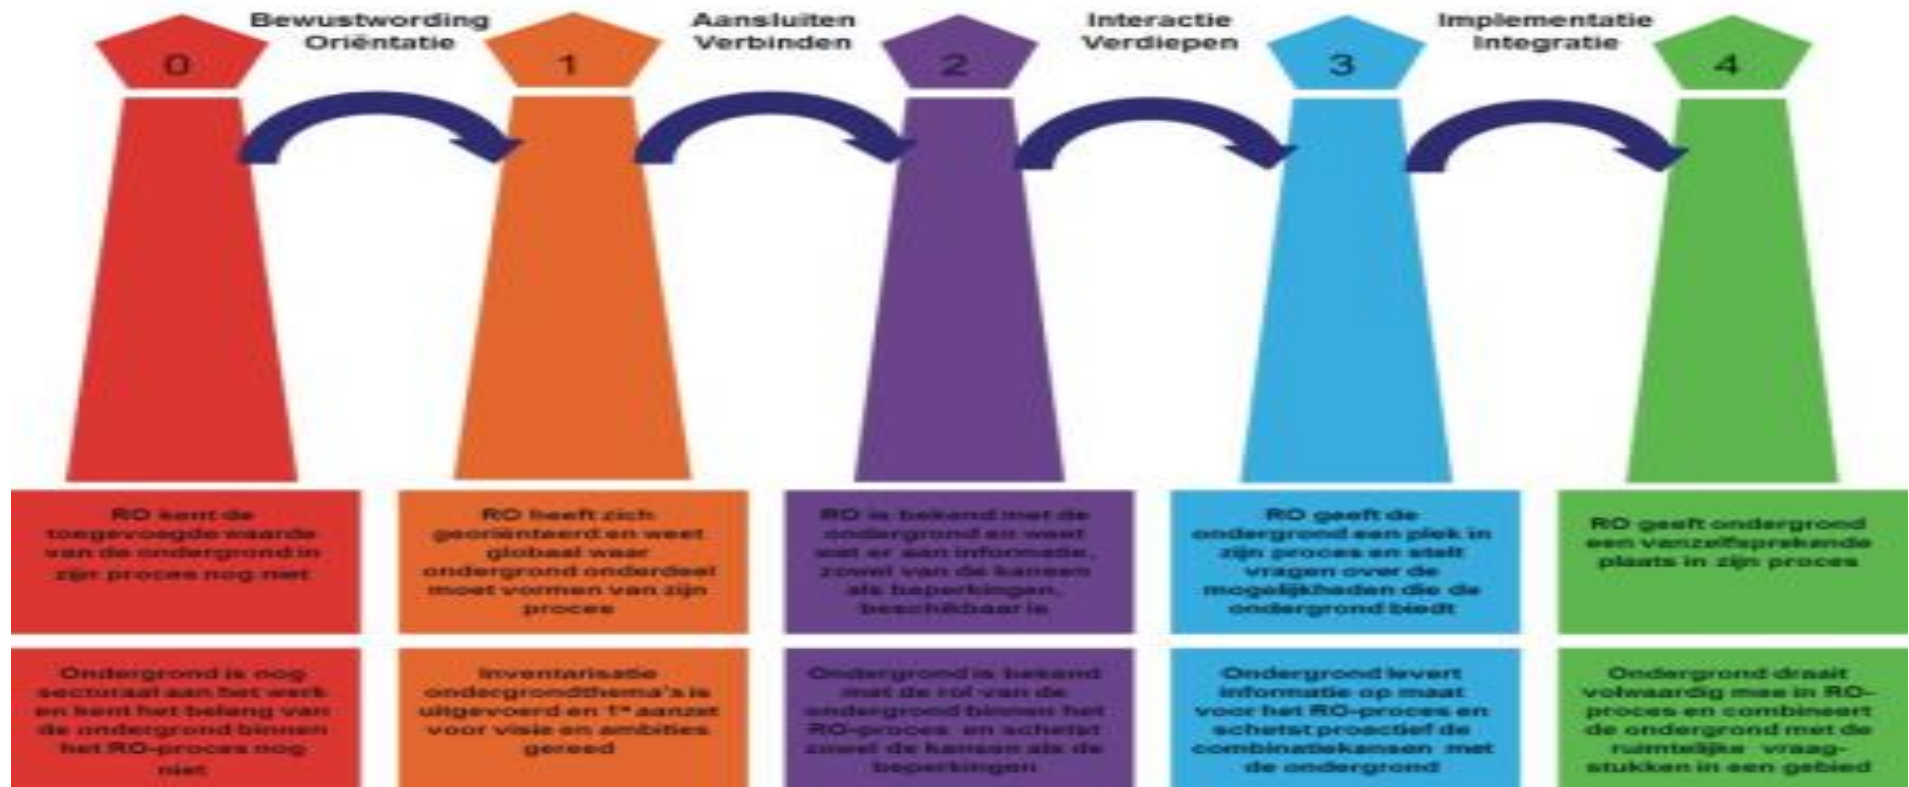 0
Bewustwording
Oriëntatie
1
Aansluiten
Verbinden
2
Interactie
Verdiepen
3
Implementatie
Integratie
4
RO kent de
toegevoegde waarde
van de ondergrond in
zijn proces nog niet
RO heeft zich
georiënteerd en weet
globaal waar
ondergrond onderdeel
moet vormen van zijn
proces
RO is bekend met de
ondergrond en weet
wat er aan informatie,
zowel van de kansen
als beperkingen,
beschikbaar is
RO geeft de
ondergrond een plek in
zijn proces en stelt
vragen over de
mogelijkheden die de
ondergrond biedt
RO geeft ondergrond
een vanzelfsprekende
plaats in zijn proces
Ondergrond is nog
sectoraal aan het werk
en kent het belang van
de ondergrond binnen
het RO-proces nog
niet
Inventarisatie
ondergrondthema's is
uitgevoerd en 1e aanzet
voor visie en ambities
gereed
Ondergrond is bekend
met de rol van de
ondergrond binnen het
RO-proces en schetst
zowel de kansen als de
beperkingen
Ondergrond levert
informatie op maat
voor het RO-proces en
schetst proactief de
combinatiekansen met
de ondergrond
Ondergrond draait
volwaardig mee in RO-
proces en combineert
de ondergrond met de
ruimtelijke vraag-
stukken in een gebied